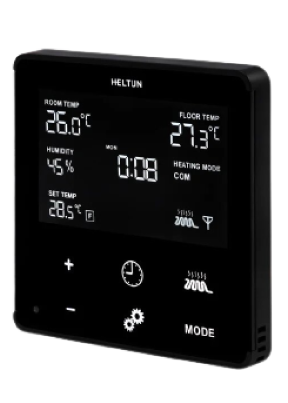 HELTUN
ROOM TEMP
26.0°C
FLOOR TEMP
27.3°C
HUMIDITY
45%
MON
0:08
HEATING MODE
COM
SET TEMP
28.5°C P
+
-
MODE